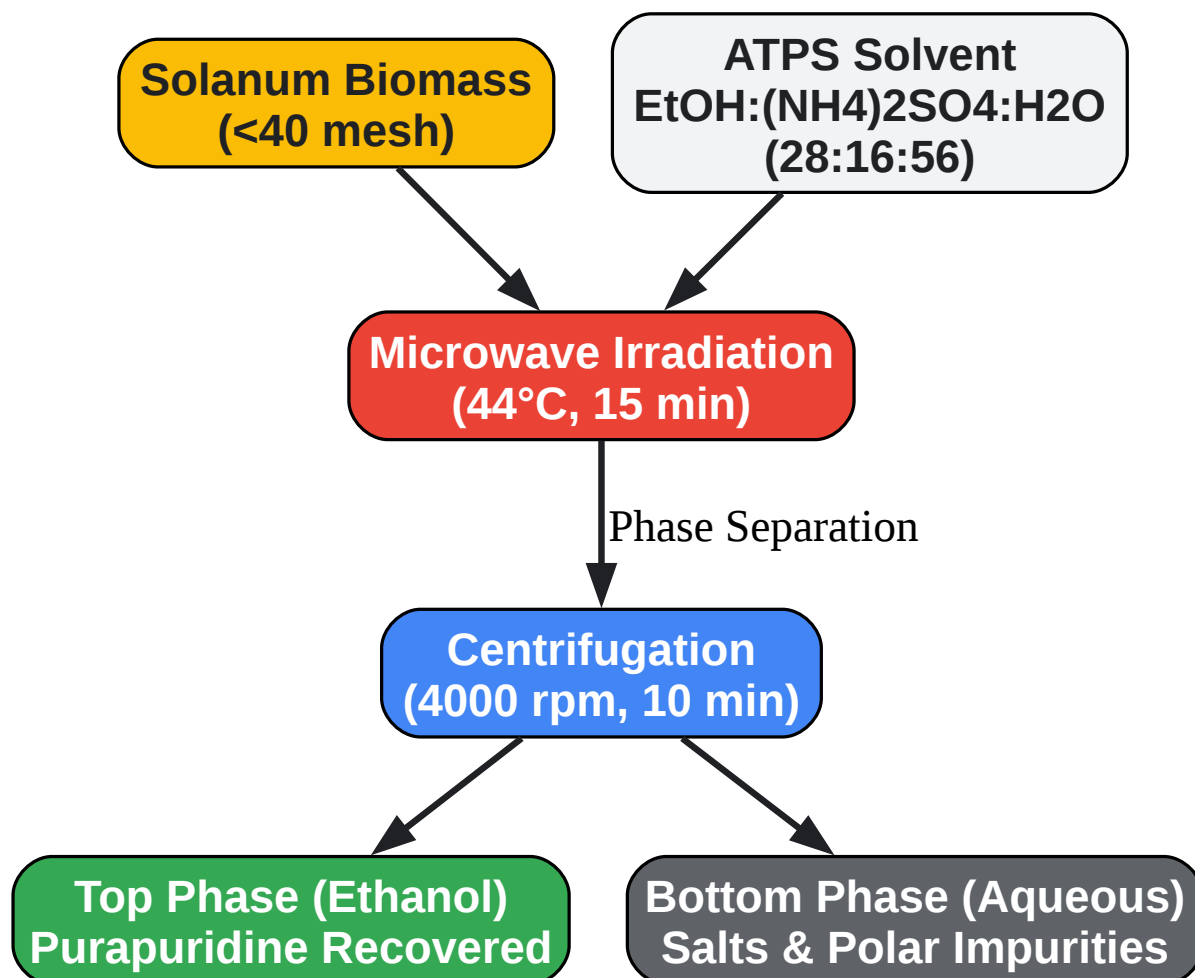 Solanum Biomass
(<40 mesh)
ATPS Solvent
EtOH:(NH4)2SO4:H2O
(28:16:56)
Microwave Irradiation
(44°C, 15 min)
Phase Separation
Centrifugation
(4000 rpm, 10 min)
Top Phase (Ethanol)
Purapuridine Recovered
Bottom Phase (Aqueous)
Salts & Polar Impurities